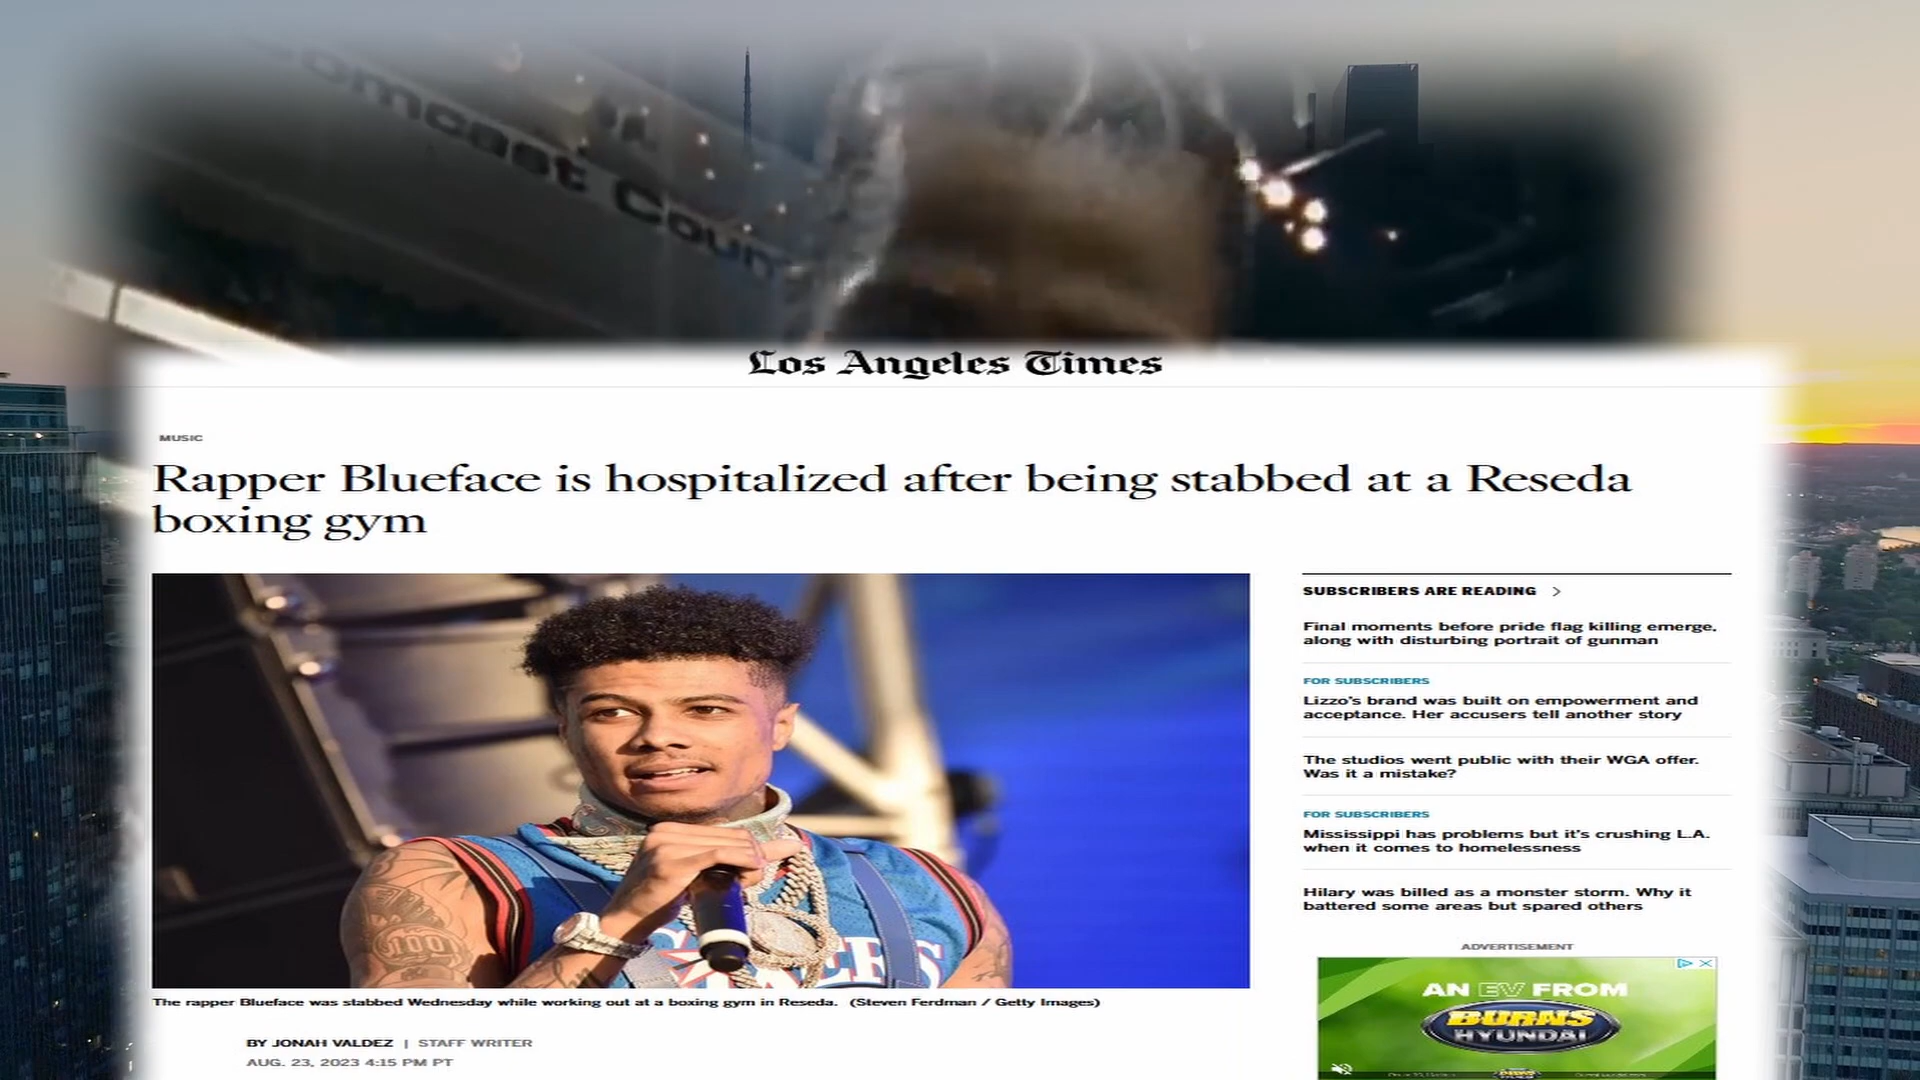 omcast Coun
Los Angeles Times
MUSIC
Rapper Blueface is hospitalized after being stabbed at a Reseda
boxing gym
SUBSCRIBERS ARE READING >
Final moments before pride flag killing emerge,
along with disturbing portrait of gunman
FOR SUBSCRIBERS
Lizzo's brand was built on empowerment and
acceptance. Her accusers tell another story
The studios went public with their WGA offer.
Was it a mistake?
FOR SUBSCRIBERS
Mississippi has problems but it's crushing L.A.
when it comes to homelessness
Hilary was billed as a monster storm. Why it
battered some areas but spared others
ADVERTISEMENT
AN EV FROM
BURNS
HYUNDAI
100
The rapper Blueface was stabbed Wednesday while working out at a boxing gym in Reseda. (Steven Ferdman / Getty Images)
BY JONAH VALDEZ | STAFF WRITER
AUG. 23, 2023 4:15 PM PT